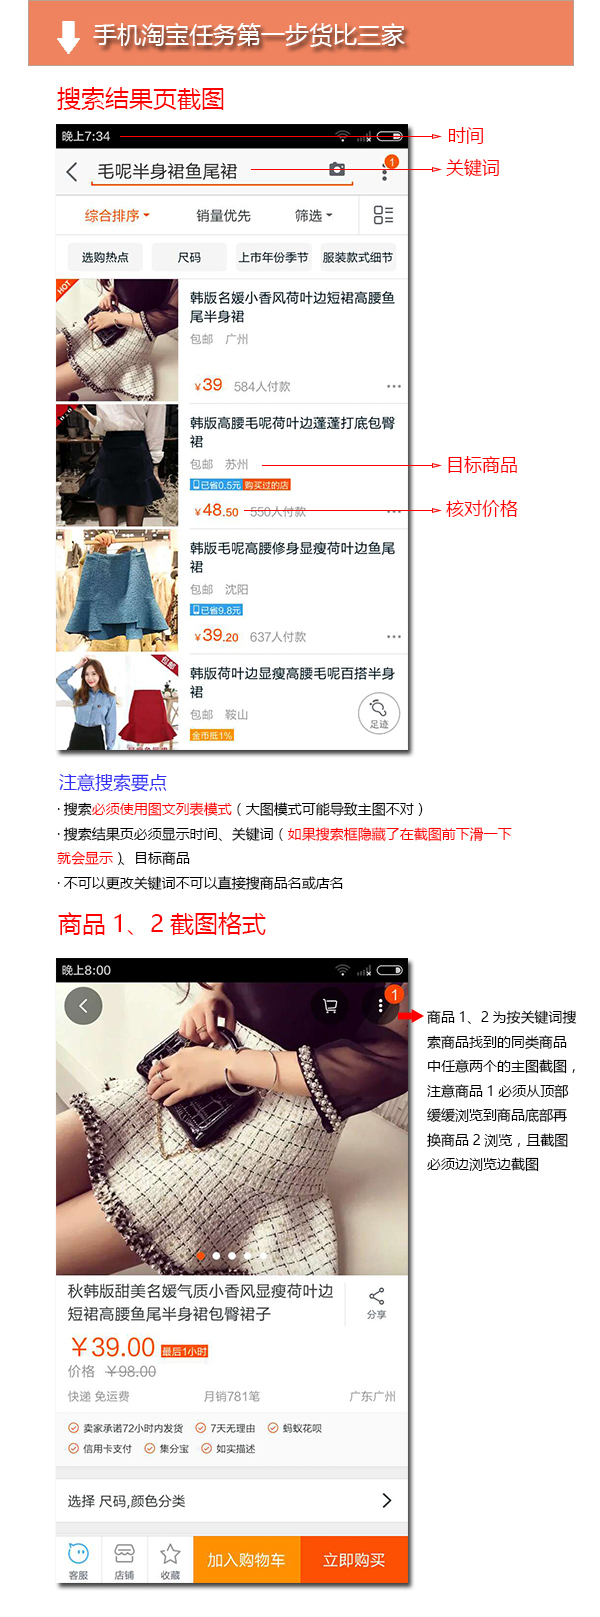 手机淘宝任务第一步货比三家
搜索结果页截图
晚上7:34
时间
毛呢半身裙鱼尾裙
1
关键词
综合排序
销量优先
筛选
选购热点
尺码
上市年份季节
服装款式细节
HOT
韩版名媛小香风荷叶边短裙高腰鱼
尾半身裙
包邮 广州
¥39 584人付款
韩版高腰毛呢荷叶边蓬蓬打底包臀
裙
包邮 苏州
目标商品
已省0.5元 购买过的店
¥48.50 550人付款
核对价格
韩版毛呢高腰修身显瘦荷叶边鱼尾
裙
包邮 沈阳
已省9.8元
¥39.20 637人付款
包邮
韩版荷叶边显瘦高腰毛呢百搭半身
裙
包邮 鞍山
金币抵1%
足迹
注意搜索要点
· 搜索必须使用图文列表模式（大图模式可能导致主图不对）
· 搜索结果页必须显示时间、关键词（如果搜索框隐藏了在截图前下滑一下
就会显示）、目标商品
· 不可以更改关键词不可以直接搜商品名或店名
商品 1、2 截图格式
晚上8:00
1
商品 1、2 为按关键词搜
索商品找到的同类商品
中任意两个的主图截图，
注意商品 1 必须从顶部
缓缓浏览到商品底部再
换商品 2 浏览，且截图
必须边浏览边截图
秋韩版甜美名媛气质小香风显瘦荷叶边
短裙高腰鱼尾半身裙包臀裙子
分享
￥39.00 最后1小时
价格 ￥98.00
快递 免运费
月销781笔
广东广州
卖家承诺72小时内发货
7天无理由
蚂蚁花呗
信用卡支付
集分宝
如实描述
选择 尺码,颜色分类
客服
店铺
收藏
加入购物车
立即购买